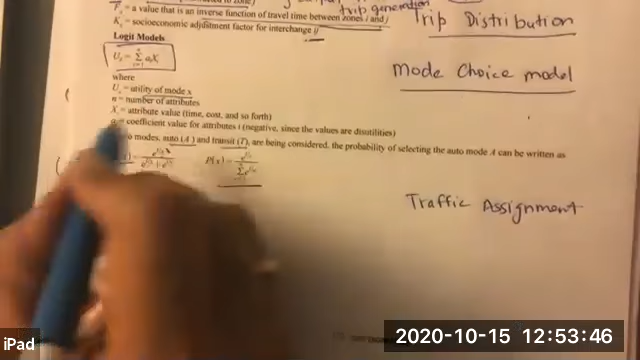 = a value that is an inverse function of travel time between zones i and j
trip generation
Trip Distribution
K = socioeconomic adjustment factor for interchange ij
Logit Models
Uₓ = Σ aᵢXᵢ
where
Uₓ = utility of mode x
n = number of attributes
Xᵢ = attribute value (time, cost, and so forth)
= coefficient value for attributes i (negative, since the values are disutilities)
modes, auto (A) and transit (T), are being considered, the probability of selecting the auto mode A can be written as
P(x) =
Mode Choice model
Traffic Assignment
iPad
2020-10-15 12:53:46